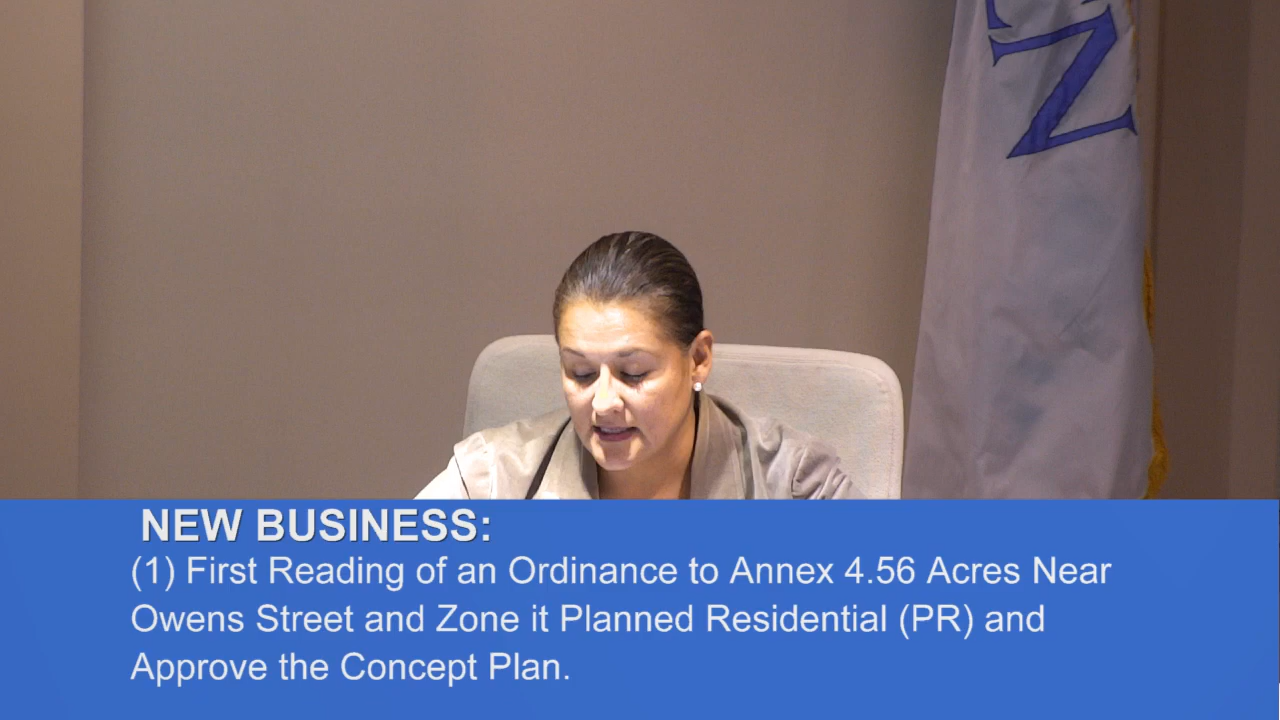 N
NEW BUSINESS:
(1) First Reading of an Ordinance to Annex 4.56 Acres Near
Owens Street and Zone it Planned Residential (PR) and
Approve the Concept Plan.